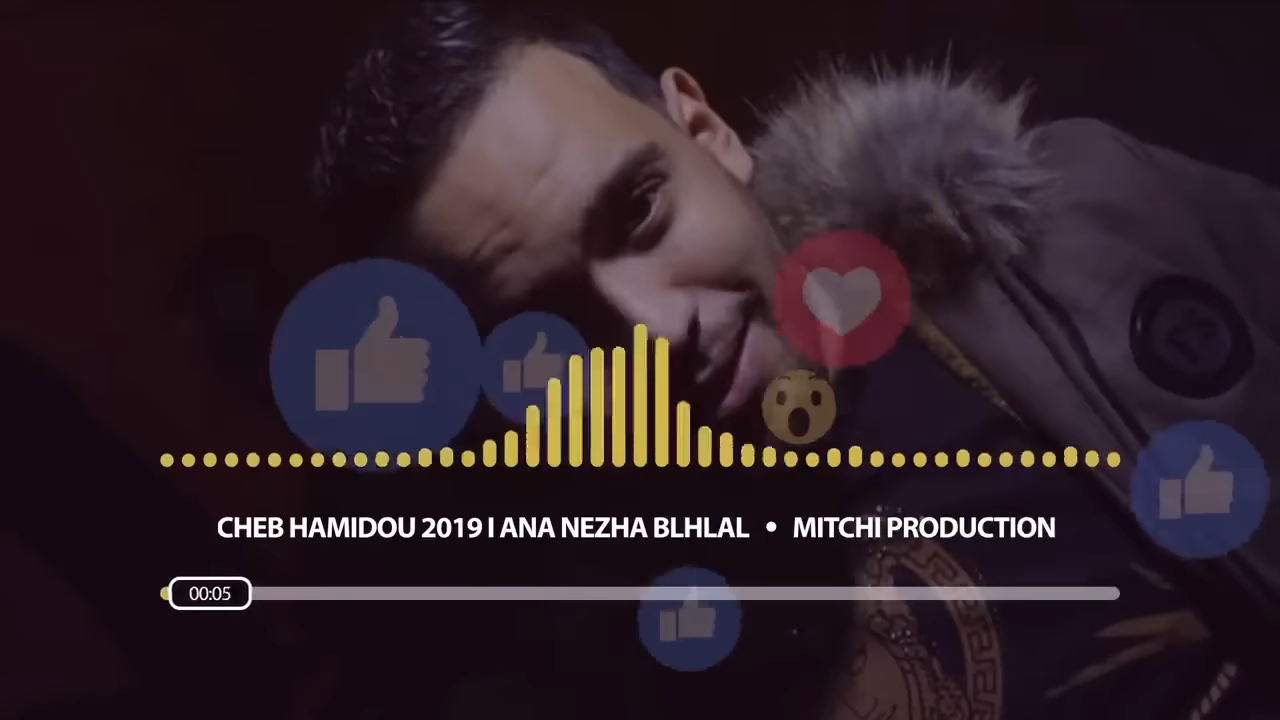 CHEB HAMIDOU 2019 I ANA NEZHA BLHLAL • MITCHI PRODUCTION
00:05